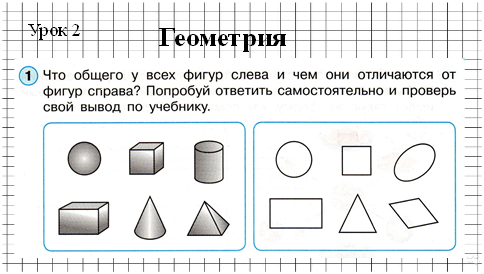 Урок 2
Геометрия
1 Что общего у всех фигур слева и чем они отличаются от
фигур справа? Попробуй ответить самостоятельно и проверь
свой вывод по учебнику.